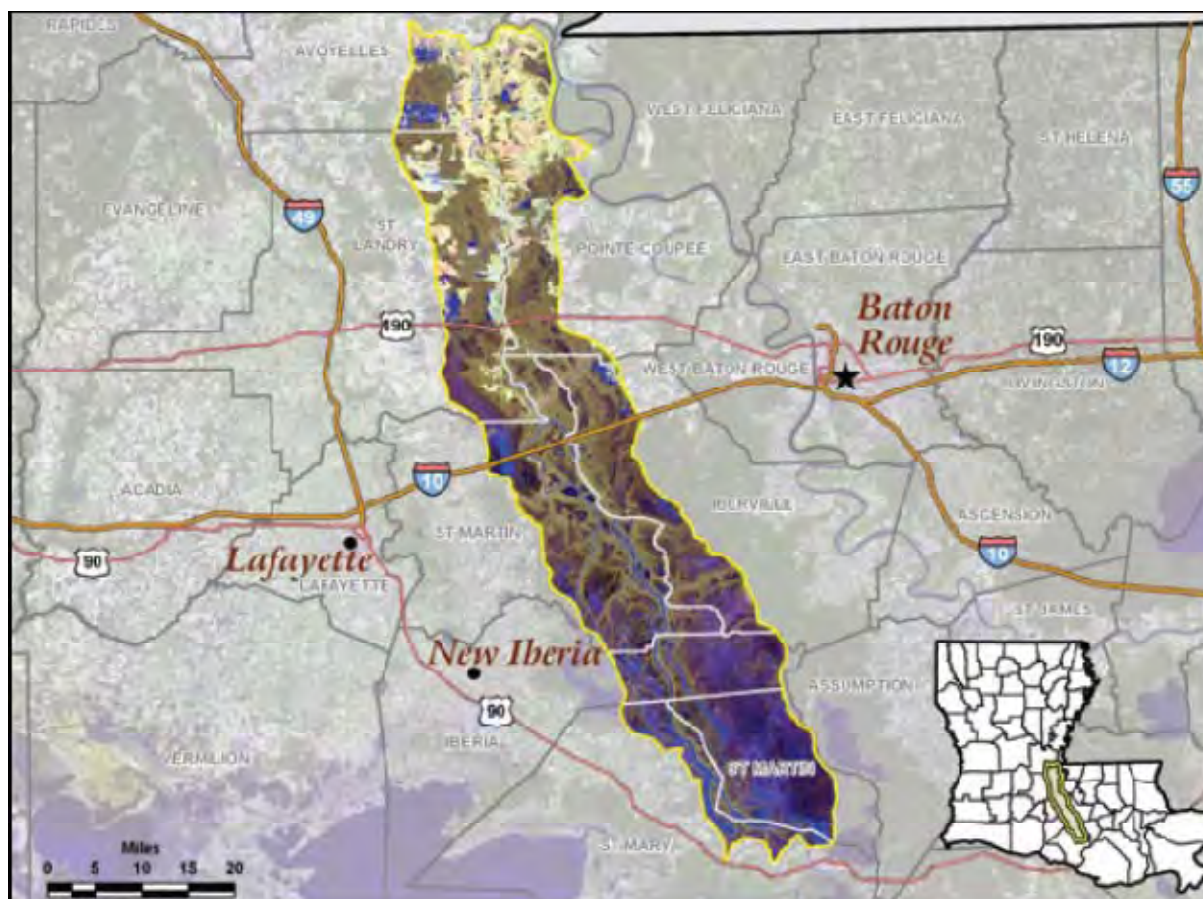 RAPIDES
AVOYELLES
WEST FELICIANA
EAST FELICIANA
ST HELENA
55
EVANGELINE
49
ST
LANDRY
POINTE COUPEE
EAST BATON ROUGE
190
Baton
Rouge
190
WEST BATON ROUGE
12
LIVINGSTON
10
ACADIA
ST MARTIN
IBERVILLE
ASCENSION
90
Lafayette
LAFAYETTE
10
ST JAMES
New Iberia
ASSUMPTION
90
IBERIA
VERMILION
ST MARTIN
ST MARY
Miles
0 5 10 15 20